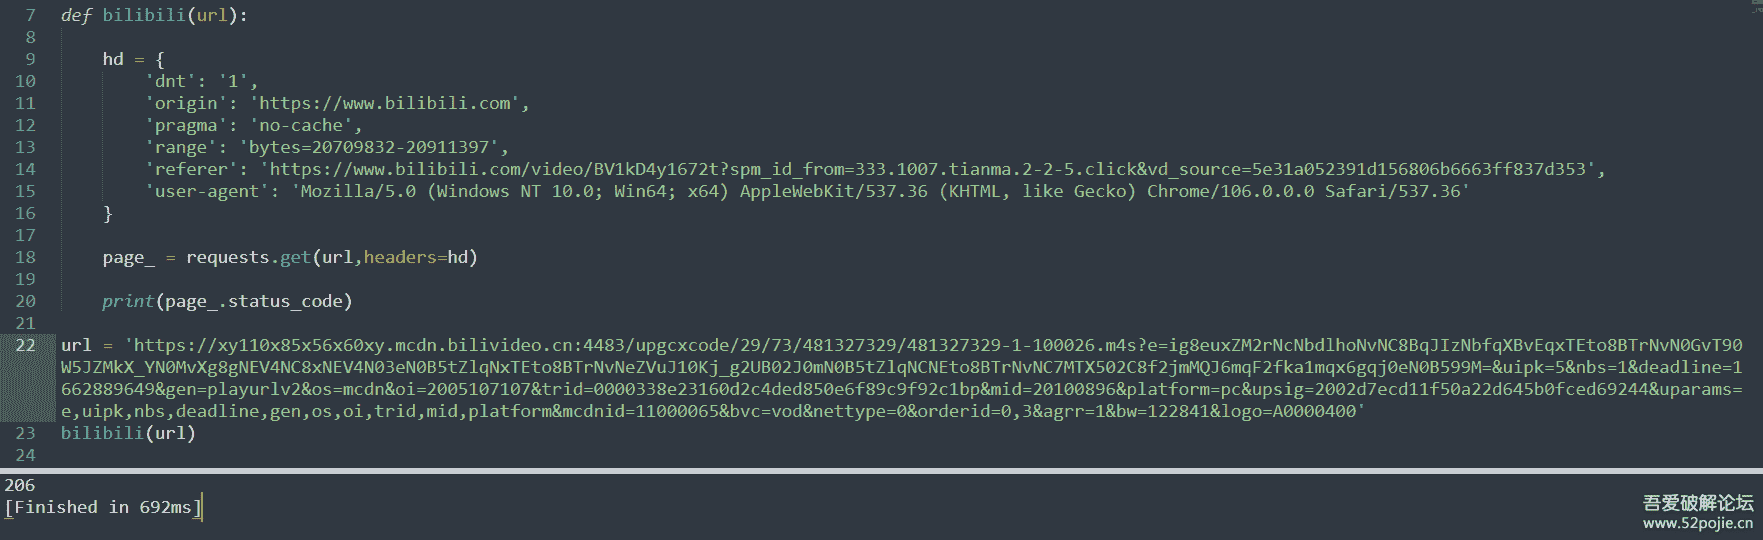 7 def bilibili(url):
8
9 hd = {
10 'dnt': '1',
11 'origin': 'https://www.bilibili.com',
12 'pragma': 'no-cache',
13 'range': 'bytes=20709832-20911397',
14 'referer': 'https://www.bilibili.com/video/BV1kD4y1672t?spm_id_from=333.1007.tianma.2-2-5.click&vd_source=5e31a052391d156806b6663ff837d353',
15 'user-agent': 'Mozilla/5.0 (Windows NT 10.0; Win64; x64) AppleWebKit/537.36 (KHTML, like Gecko) Chrome/106.0.0.0 Safari/537.36'
16 }
17
18 page_ = requests.get(url,headers=hd)
19
20 print(page_.status_code)
21
22 url = 'https://xy110x85x56x60xy.mcdn.bilivideo.cn:4483/upgcxcode/29/73/481327329/481327329-1-100026.m4s?e=ig8euxZM2rNcNbdlhoNvNC8BqJIzNbfqXBvEqxTEto8BTrNvN0GvT90
W5JZMkX_YN0MvXg8gNEV4NC8xNEV4N03eN0B5tZlqNxTEto8BTrNvNeZVuJ10Kj_g2UB02J0mN0B5tZlqNCNEto8BTrNvNC7MTX502C8f2jmMQJ6mqF2fka1mqx6gqj0eN0B599M=&uipk=5&nbs=1&deadline=1
662889649&gen=playurlv2&os=mcdn&oi=2005107107&trid=0000338e23160d2c4ded850e6f89c9f92c1bp&mid=20100896&platform=pc&upsig=2002d7ecd11f50a22d645b0fced69244&uparams=
e,uipk,nbs,deadline,gen,os,oi,trid,mid,platform&mcdnid=11000065&bvc=vod&nettype=0&orderid=0,3&agrr=1&bw=122841&logo=A0000400'
23 bilibili(url)
24
206
[Finished in 692ms]
吾爱破解论坛
www.52pojie.cn